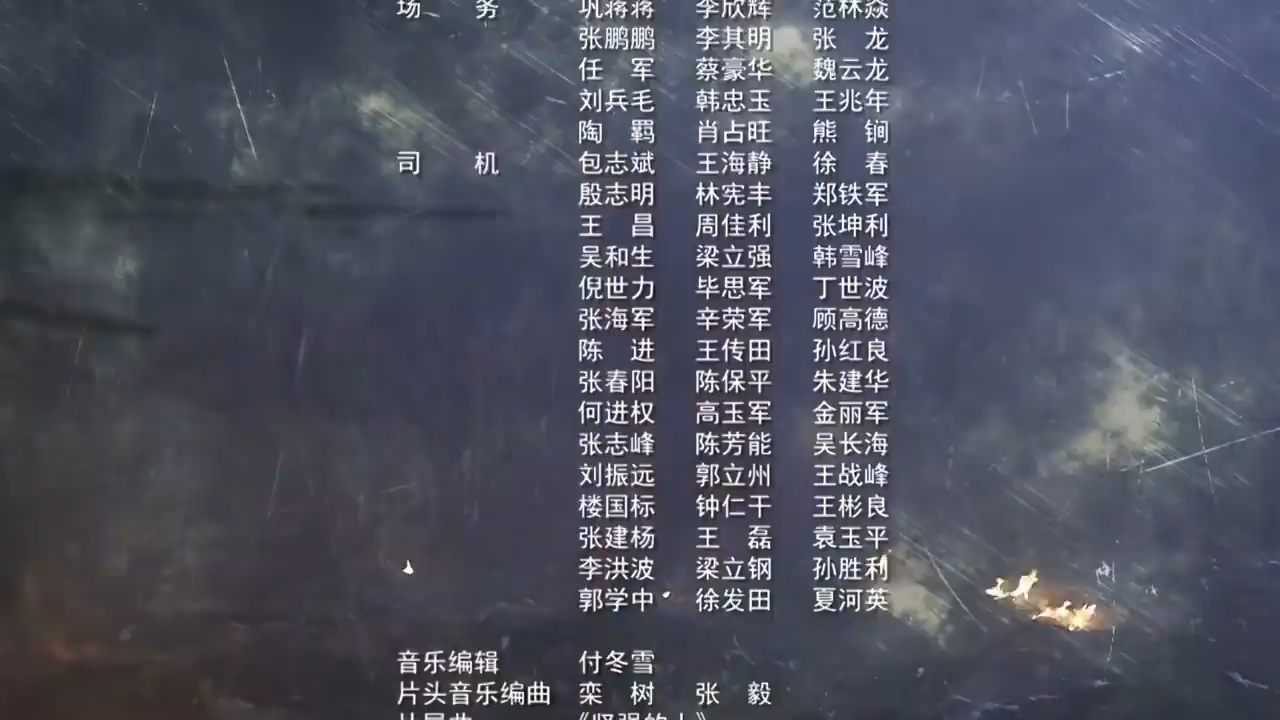 场 务 巩蒋蒋 李欣辉 范林焱
张鹏鹏 李其明 张 龙
任 军 蔡豪华 魏云龙
刘兵毛 韩忠玉 王兆年
陶 羁 肖占旺 熊 锏
司 机 包志斌 王海静 徐 春
殷志明 林宪丰 郑铁军
王 昌 周佳利 张坤利
吴和生 梁立强 韩雪峰
倪世力 毕思军 丁世波
张海军 辛荣军 顾高德
陈 进 王传田 孙红良
张春阳 陈保平 朱建华
何进权 高玉军 金丽军
张志峰 陈芳能 吴长海
刘振远 郭立州 王战峰
楼国标 钟仁干 王彬良
张建杨 王 磊 袁玉平
李洪波 梁立钢 孙胜利
郭学中 徐发田 夏河英
音乐编辑 付冬雪
片头音乐编曲 栾 树 张 毅